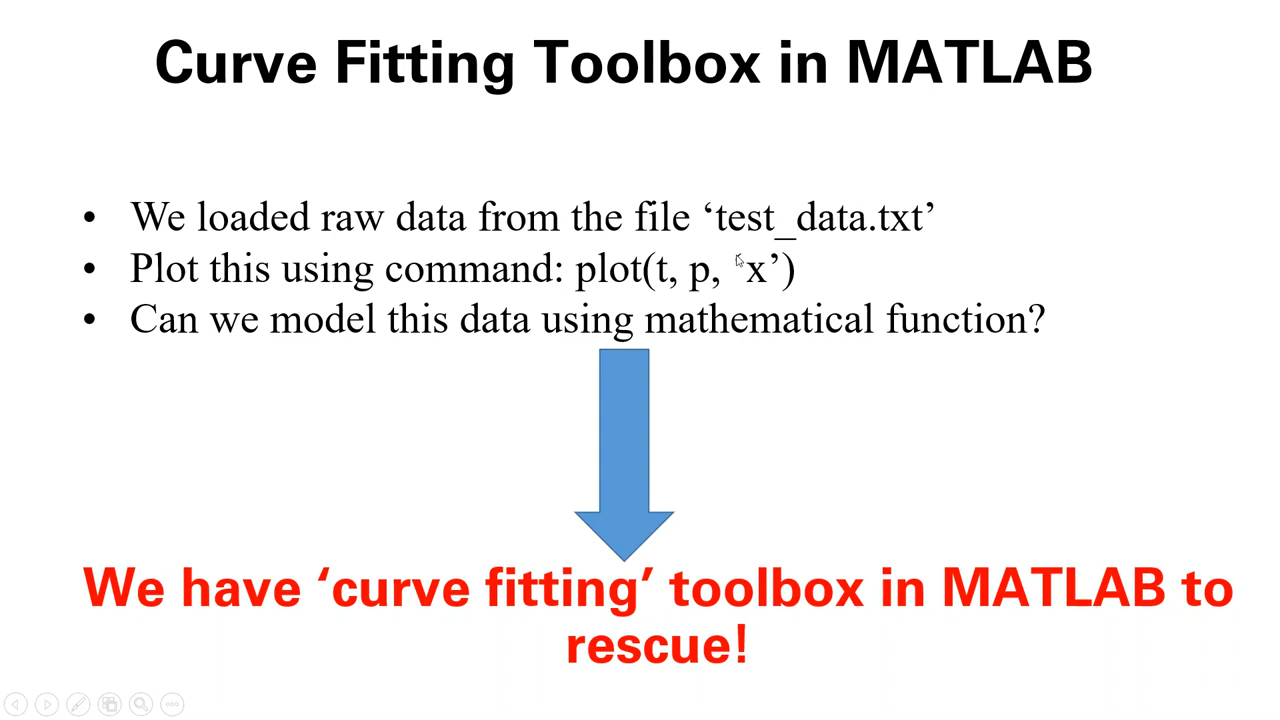 Curve Fitting Toolbox in MATLAB
• We loaded raw data from the file ‘test_data.txt’
• Plot this using command: plot(t, p, ‘x’)
• Can we model this data using mathematical function?
We have ‘curve fitting’ toolbox in MATLAB to
rescue!